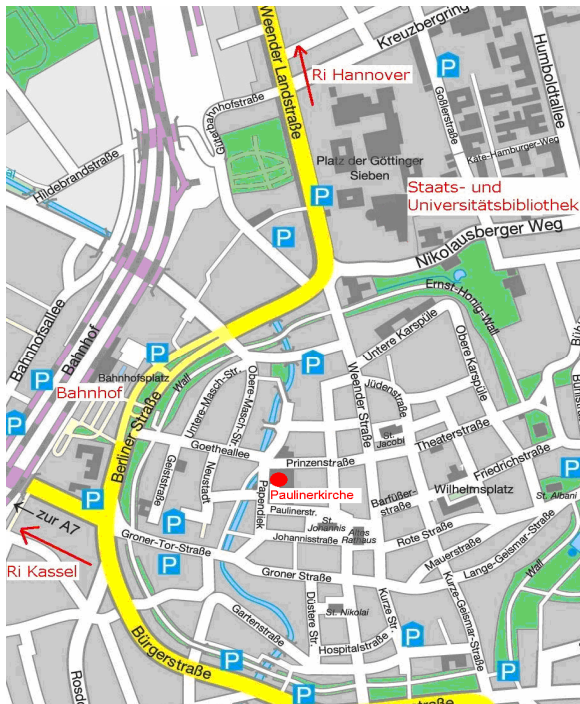 Weender Landstraße
Kreuzbergring
P
Ri Hannover
Goßlerstraße
Humboldtallee
Güterbahnhofstraße
P
Hildebrandstraße
Käte-Hamburger-Weg
Platz der Göttinger
Sieben
Staats- und
Universitätsbibliothek
P
P
Nikolausberger Weg
Ernst-Honig-Wall
Bahnhofsallee
Bahnhof
Untere Karspüle
Obere Karspüle
P
P
Bahnhofsplatz
Wall
P
Bahnhof
Untere-Masch-Str.
Obere-Masch-Str.
Weender Straße
Jüdenstraße
P
Berliner Straße
Goetheallee
St.
Jacobi
Theaterstraße
Prinzenstraße
Friedrichstraße
Geiststraße
Neustadt
Papendiek
Paulinerkirche
Wilhelmsplatz
St. Albani
P
Barfüßer-
straße
Paulinerstr.
St.
Johannis
Altes
Rathaus
P
zur A7
Johannisstraße
Rote Straße
Groner-Tor-Straße
Mauerstraße
Lange-Geismar-Straße
Wall
Ri Kassel
P
Groner Straße
Düstere Str.
Kurze Str.
Kurze-Geismar-Str.
St. Nikolai
Gartenstraße
P
Hospitalstraße
P
Bürgerstraße
P
P
P
Rosdo
straße